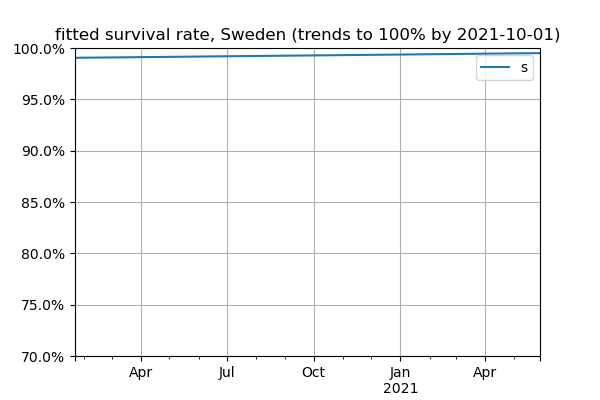 fitted survival rate, Sweden (trends to 100% by 2021-10-01)
100.0%
s
95.0%
90.0%
85.0%
80.0%
75.0%
70.0%
Apr Jul Oct Jan Apr
2021